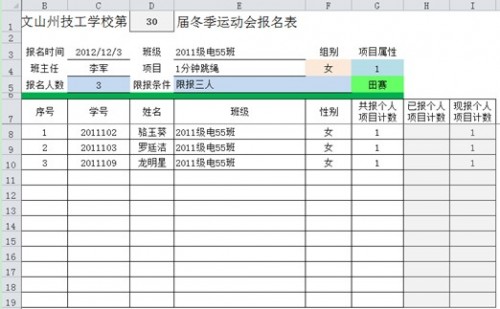 B C D E F G H I
1 文山州技工学校第 30 届冬季运动会报名表
2
3 报名时间 2012/12/3 班级 2011级电55班 组别 项目属性
4 班主任 李军 项目 1分钟跳绳 女 1
5 报名人数 3 限报条件 限报三人 田赛
6
7 序号 学号 姓名 班级 性别 共报个人项目计数 已报个人项目计数 现报个人项目计数
8 1 2011102 骆玉葵 2011级电55班 女 1 1
9 2 2011103 罗廷洁 2011级电55班 女 1 1
10 3 2011109 龙明星 2011级电55班 女 1 1
11
12
13
14
15
16
17
18
19